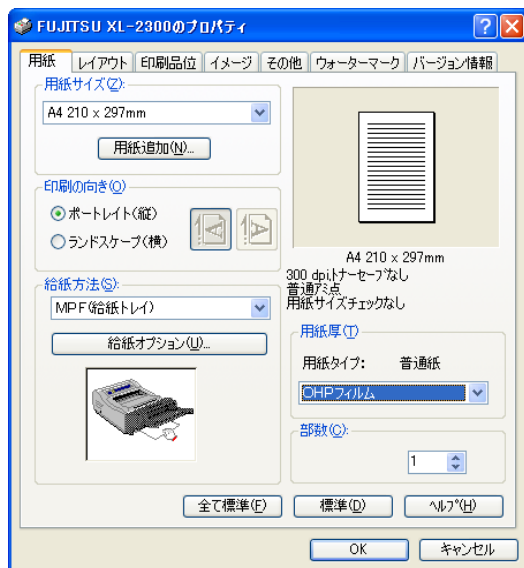 FUJITSU XL-2300のプロパティ
用紙 レイアウト 印刷品位 イメージ その他 ウォーターマーク バージョン情報
用紙サイズ(Z):
A4 210 x 297mm
用紙追加(N)...
印刷の向き(O)
ポートレイト(縦)
ランドスケープ(横)
A4 210 x 297mm
300 dpi,トナーセーブなし
普通アミ点
用紙サイズチェックなし
給紙方法(S):
MPF(給紙トレイ)
給紙オプション(U)...
用紙厚(T)
用紙タイプ: 普通紙
OHPフィルム
部数(C):
1
全て標準(F) 標準(D) ヘルプ(H)
OK キャンセル